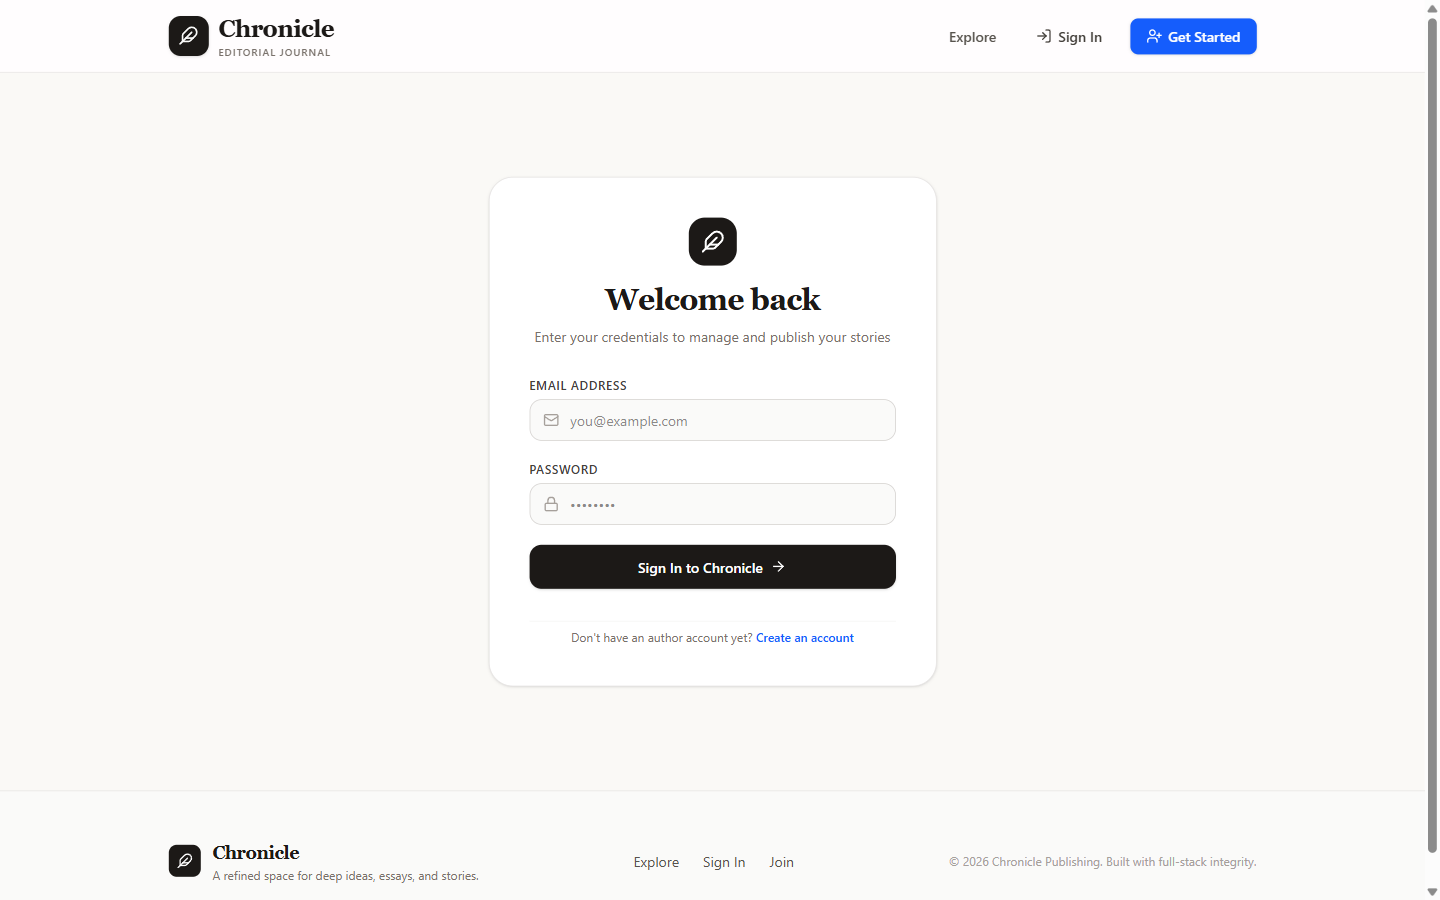 Chronicle
EDITORIAL JOURNAL
Explore
Sign In
Get Started
Welcome back
Enter your credentials to manage and publish your stories
EMAIL ADDRESS
you@example.com
PASSWORD
••••••••
Sign In to Chronicle →
Don't have an author account yet? Create an account
Chronicle
A refined space for deep ideas, essays, and stories.
Explore
Sign In
Join
© 2026 Chronicle Publishing. Built with full-stack integrity.